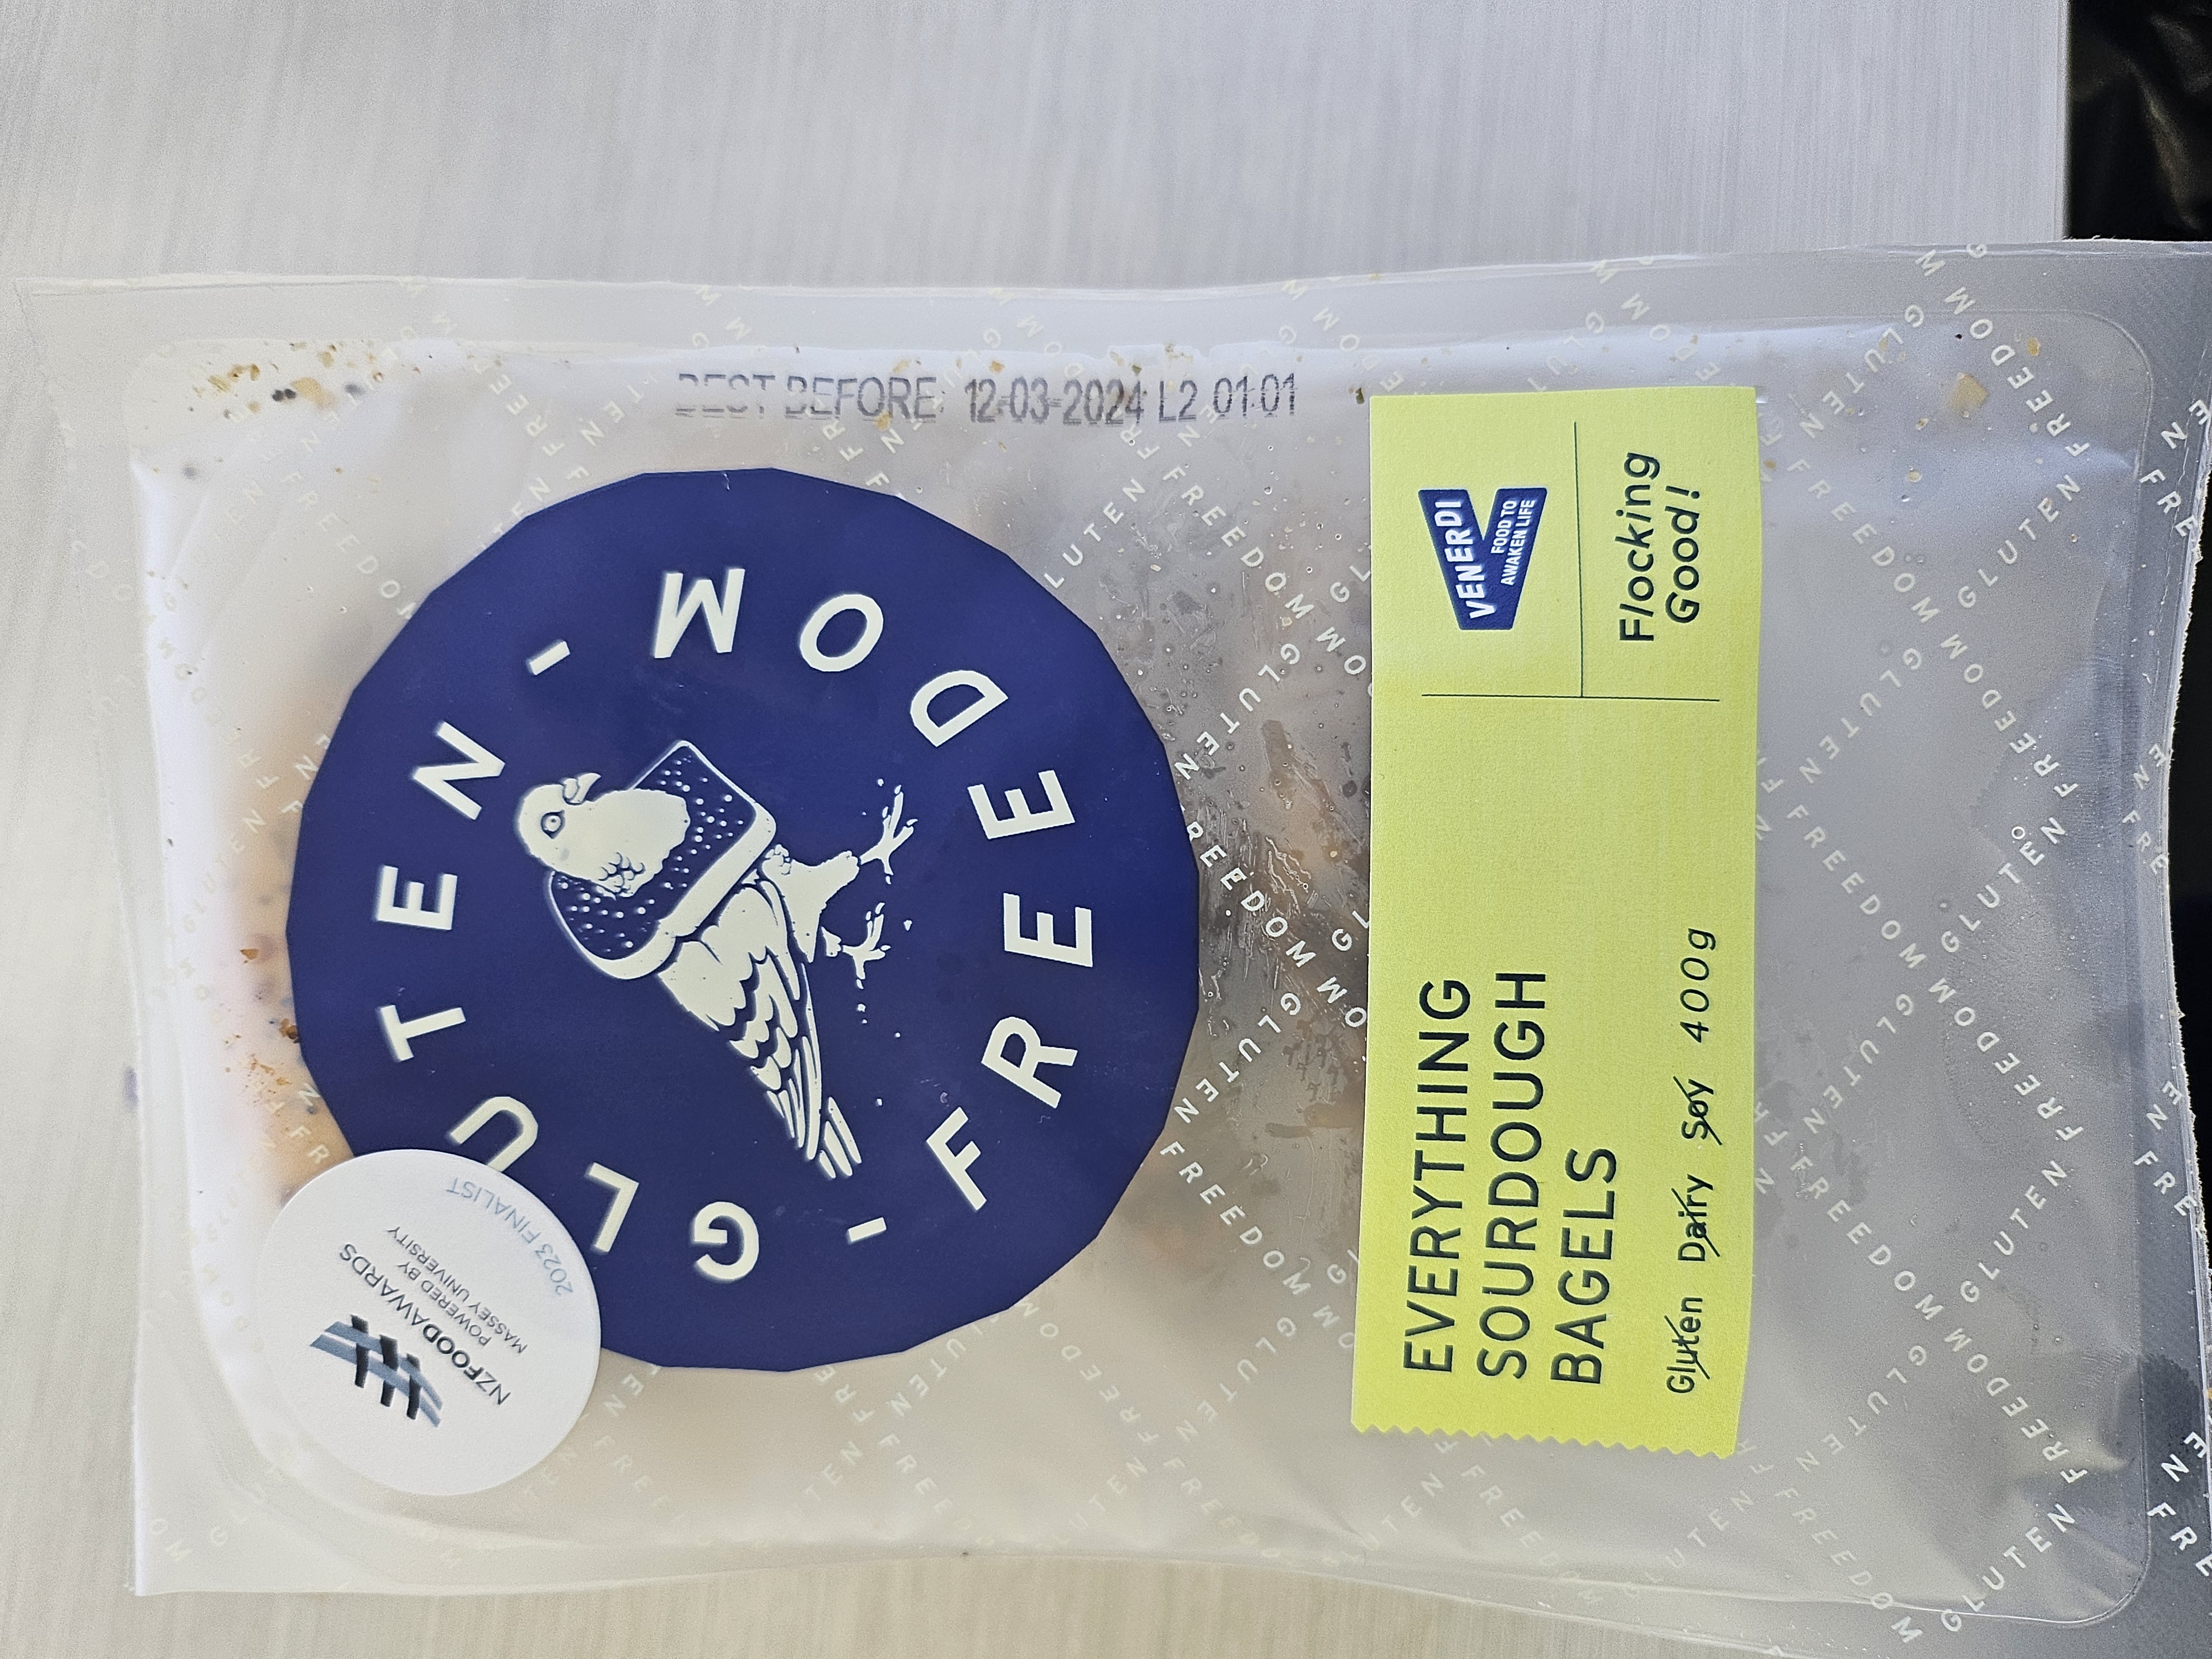 BEST BEFORE: 12-03-2024 L2 01:01
GLUTEN - FREEDOM -
NZFOODAWARDS
POWERED BY
MASSEY UNIVERSITY
2023 FINALIST
EVERYTHING
SOURDOUGH
BAGELS
Gluten Dairy Soy 400g
VENERDI
FOOD TO
AWAKEN LIFE
Flocking
Good!
GLUTEN FREEDOM GLUTEN FREEDOM